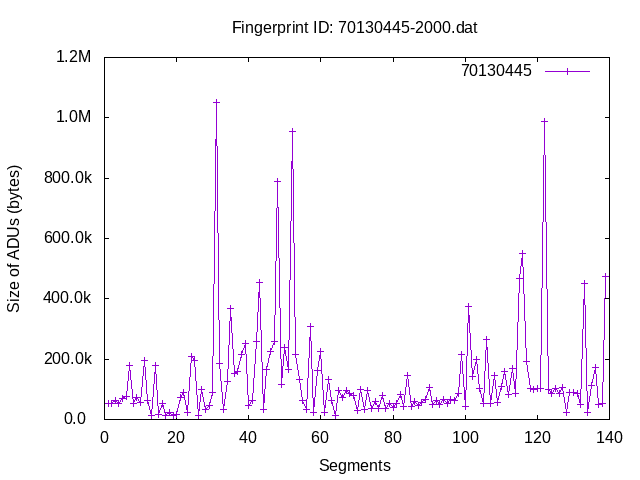 Fingerprint ID: 70130445-2000.dat
1.2M
70130445
1.0M
800.0k
600.0k
400.0k
200.0k
0.0
Size of ADUs (bytes)
0 20 40 60 80 100 120 140
Segments